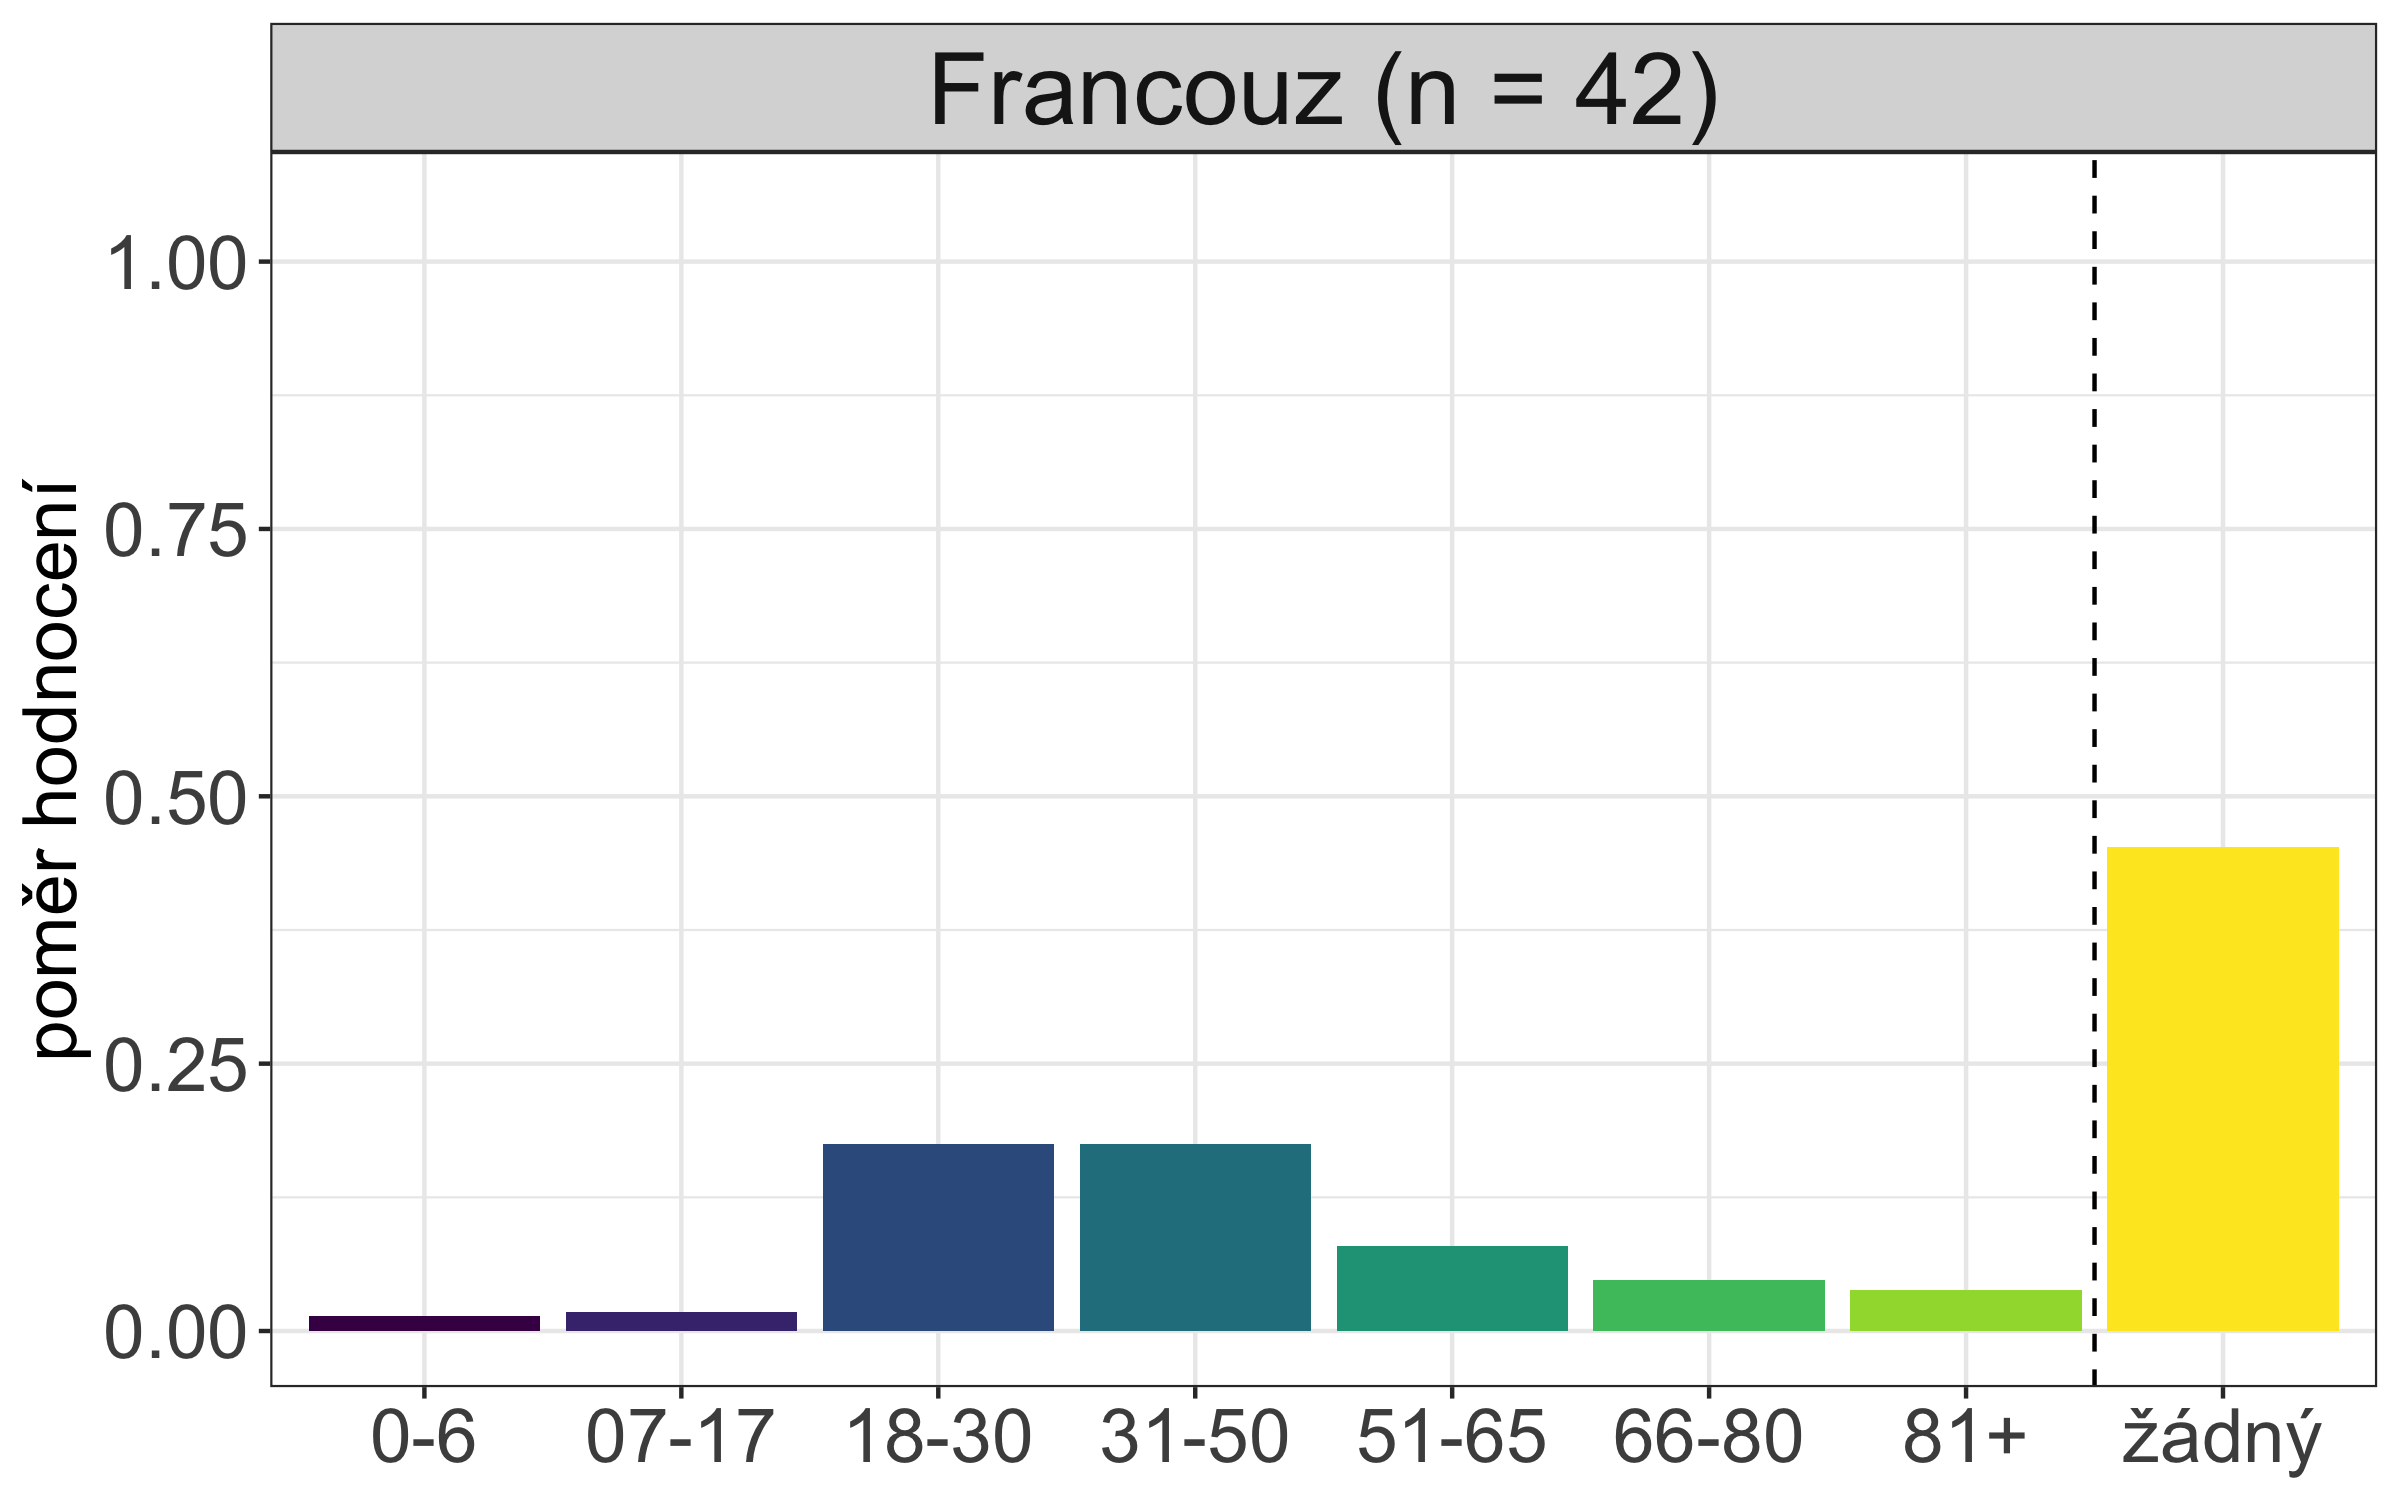 Francouz (n = 42)
poměr hodnocení
1.00
0.75
0.50
0.25
0.00
0-6 07-17 18-30 31-50 51-65 66-80 81+ žádný